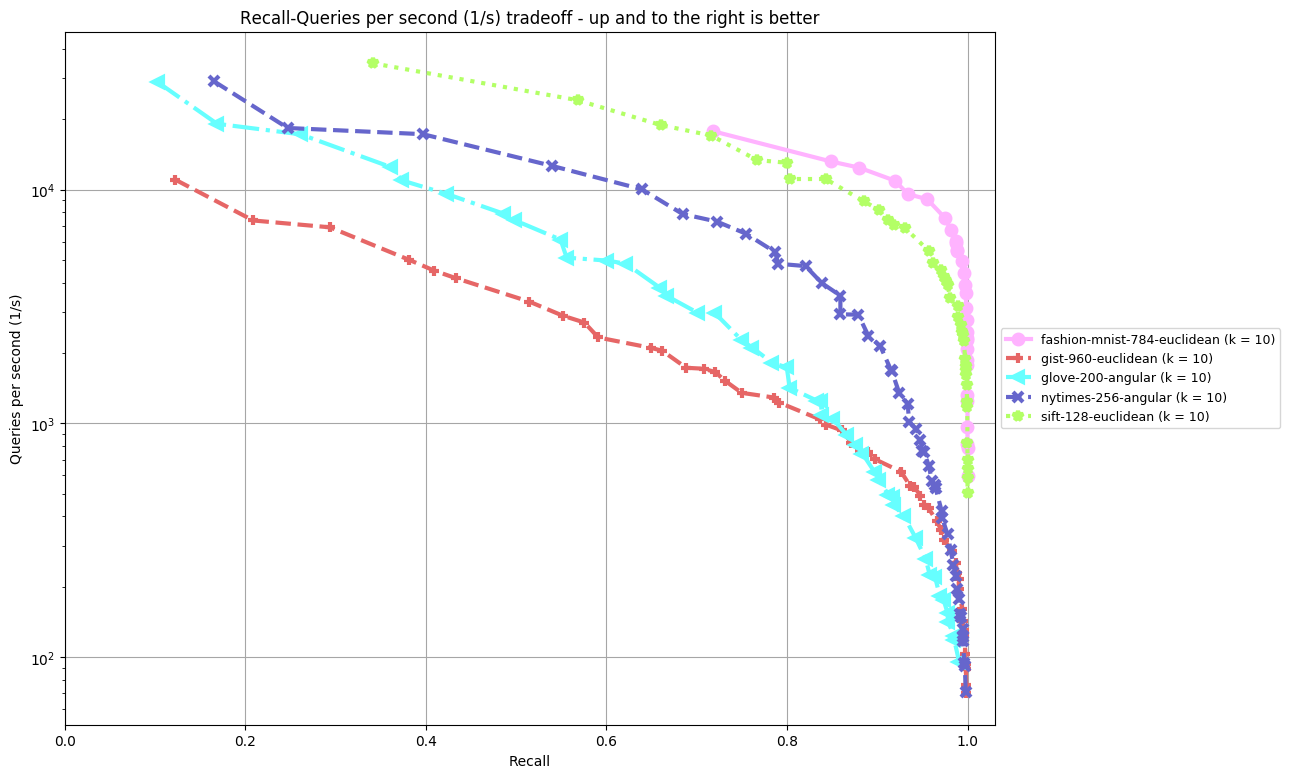 Recall-Queries per second (1/s) tradeoff - up and to the right is better
Queries per second (1/s)
10⁴
10³
10²
0.0 0.2 0.4 0.6 0.8 1.0
Recall
fashion-mnist-784-euclidean (k = 10)
gist-960-euclidean (k = 10)
glove-200-angular (k = 10)
nytimes-256-angular (k = 10)
sift-128-euclidean (k = 10)